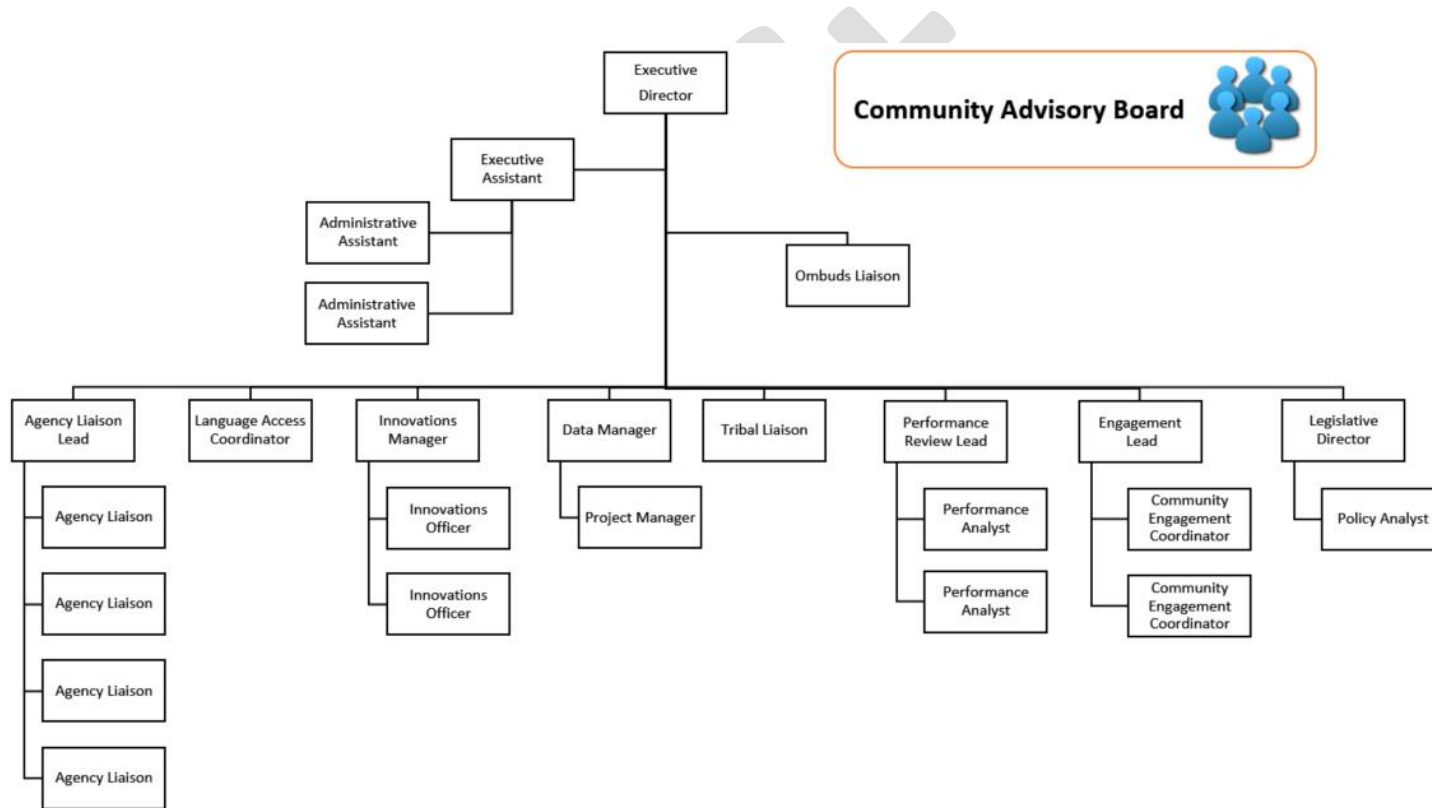 Executive
Director
Community Advisory Board
Executive
Assistant
Administrative
Assistant
Ombuds Liaison
Administrative
Assistant
Agency Liaison
Lead
Language Access
Coordinator
Innovations
Manager
Data Manager
Tribal Liaison
Performance
Review Lead
Engagement
Lead
Legislative
Director
Agency Liaison
Agency Liaison
Agency Liaison
Agency Liaison
Innovations
Officer
Innovations
Officer
Project Manager
Performance
Analyst
Performance
Analyst
Community
Engagement
Coordinator
Community
Engagement
Coordinator
Policy Analyst